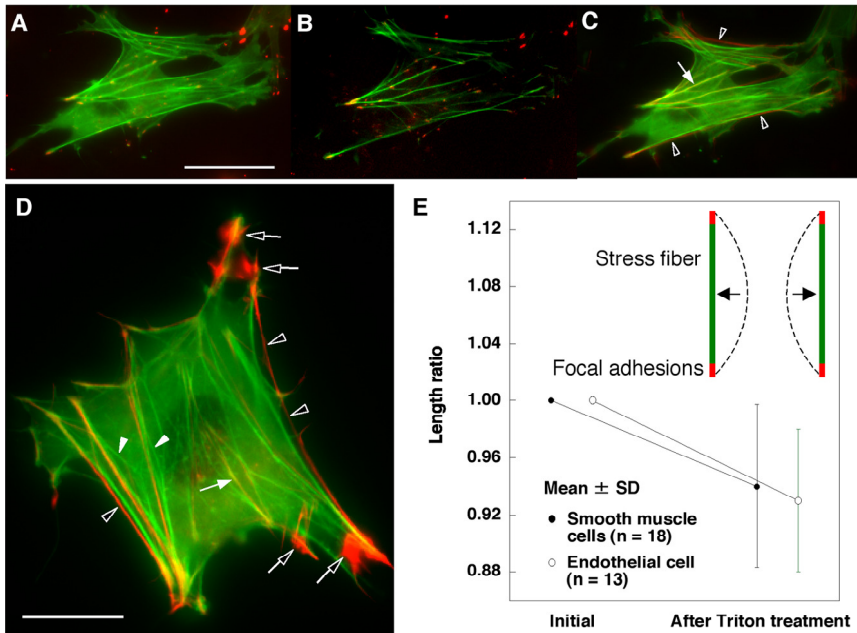 A
B
C
D
E
1.12
1.08
1.04
1.00
0.96
0.92
0.88
Length ratio
Stress fiber
Focal adhesions
Mean ± SD
Smooth muscle
cells (n = 18)
Endothelial cell
(n = 13)
Initial
After Triton treatment